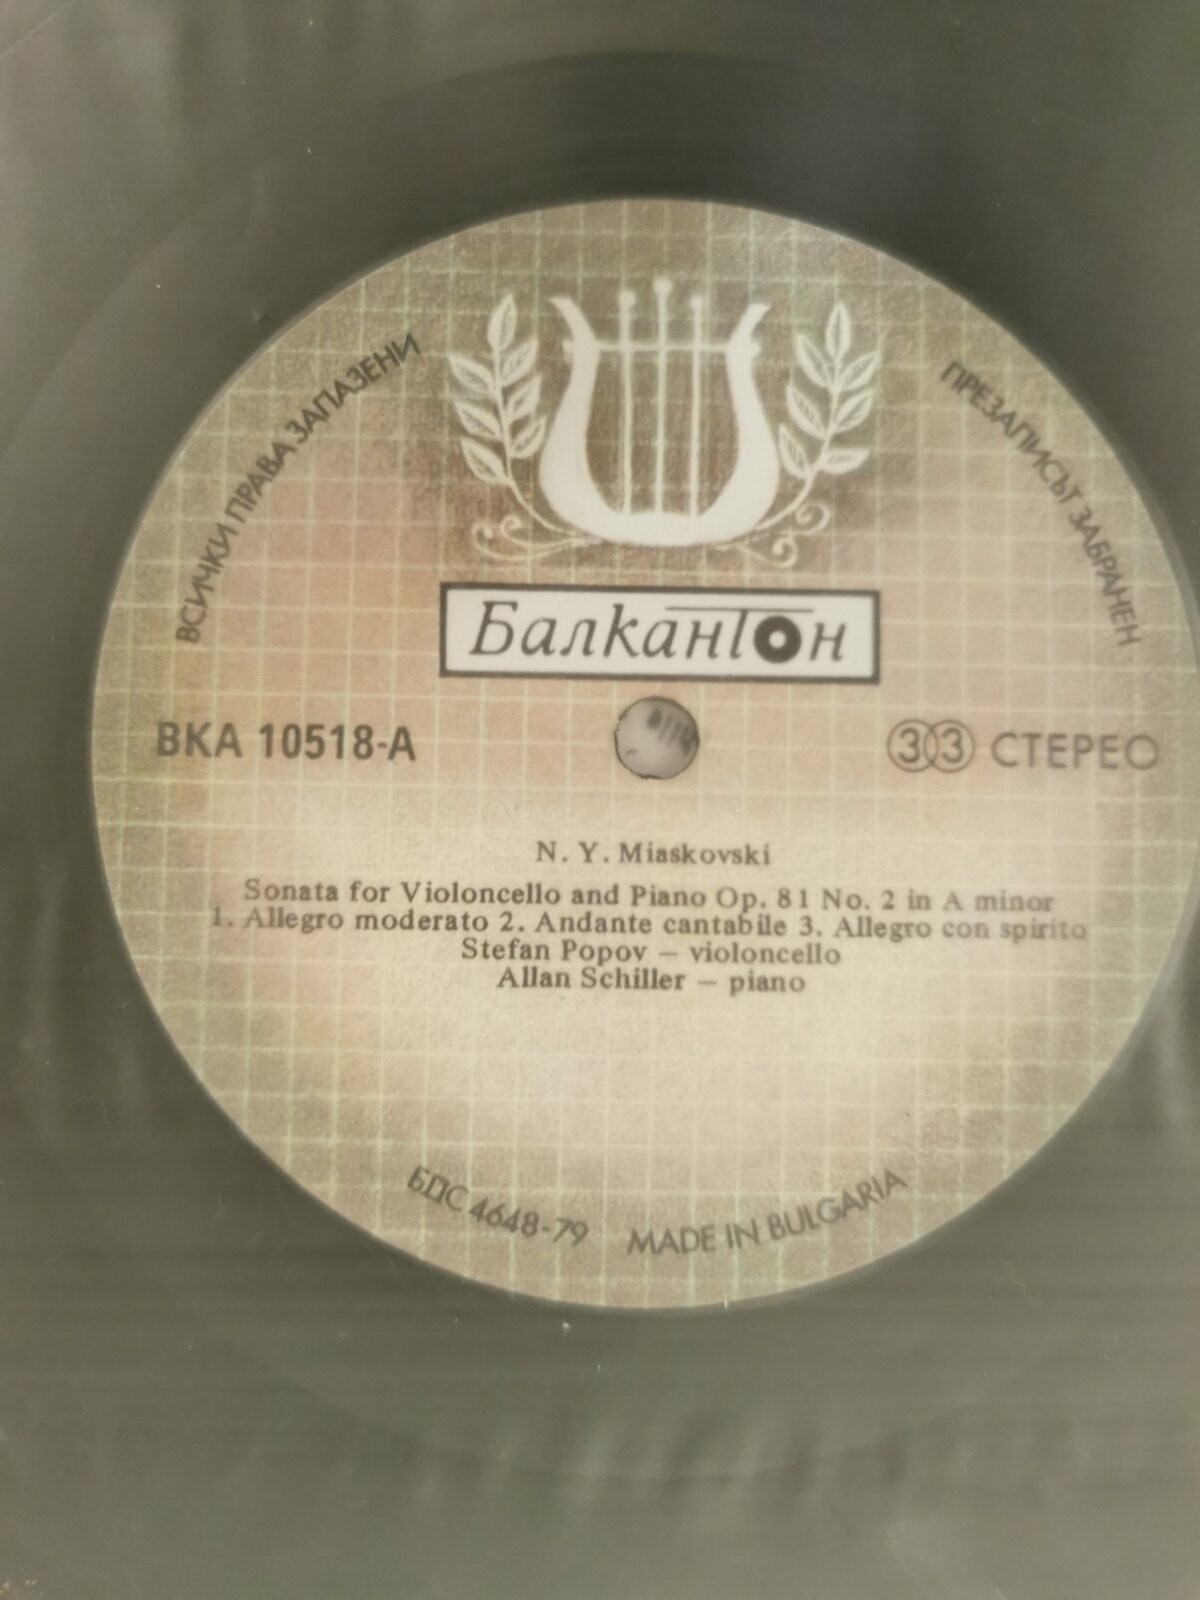 ВСИЧКИ ПРАВА ЗАПАЗЕНИ
ПРЕЗАПИСЪТ ЗАБРАНЕН
Балкантон
ВКА 10518-А
33 СТЕРЕО
N. Y. Miaskovski
Sonata for Violoncello and Piano Op. 81 No. 2 in A minor
1. Allegro moderato 2. Andante cantabile 3. Allegro con spirito
Stefan Popov – violoncello
Allan Schiller – piano
БДС 4648-79 MADE IN BULGARIA